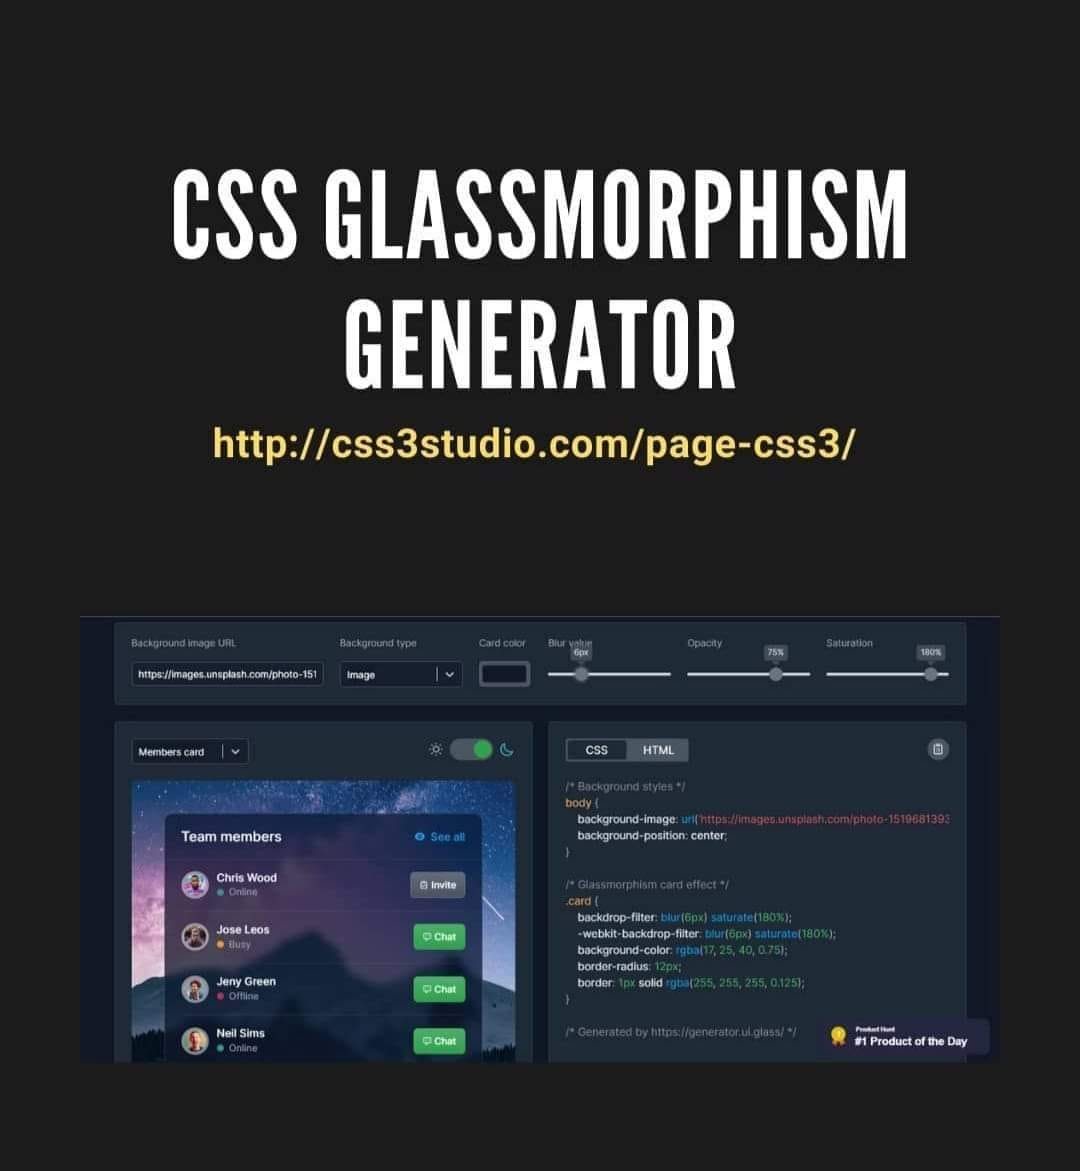 CSS GLASSMORPHISM
GENERATOR
http://css3studio.com/page-css3/
Background image URL
https://images.unsplash.com/photo-151
Background type
Image
Card color
Blur value
6px
Opacity
75%
Saturation
180%
Members card
Team members
See all
Chris Wood
Online
Invite
Jose Leos
Busy
Chat
Jeny Green
Offline
Chat
Neil Sims
Online
Chat
CSS
HTML
/* Background styles */
body {
background-image: url('https://images.unsplash.com/photo-1519681393
background-position: center;
}
/* Glassmorphism card effect */
.card {
backdrop-filter: blur(6px) saturate(180%);
-webkit-backdrop-filter: blur(6px) saturate(180%);
background-color: rgba(17, 25, 40, 0.75);
border-radius: 12px;
border: 1px solid rgba(255, 255, 255, 0.125);
}
/* Generated by https://generator.ui.glass/ */
Product Hunt
#1 Product of the Day